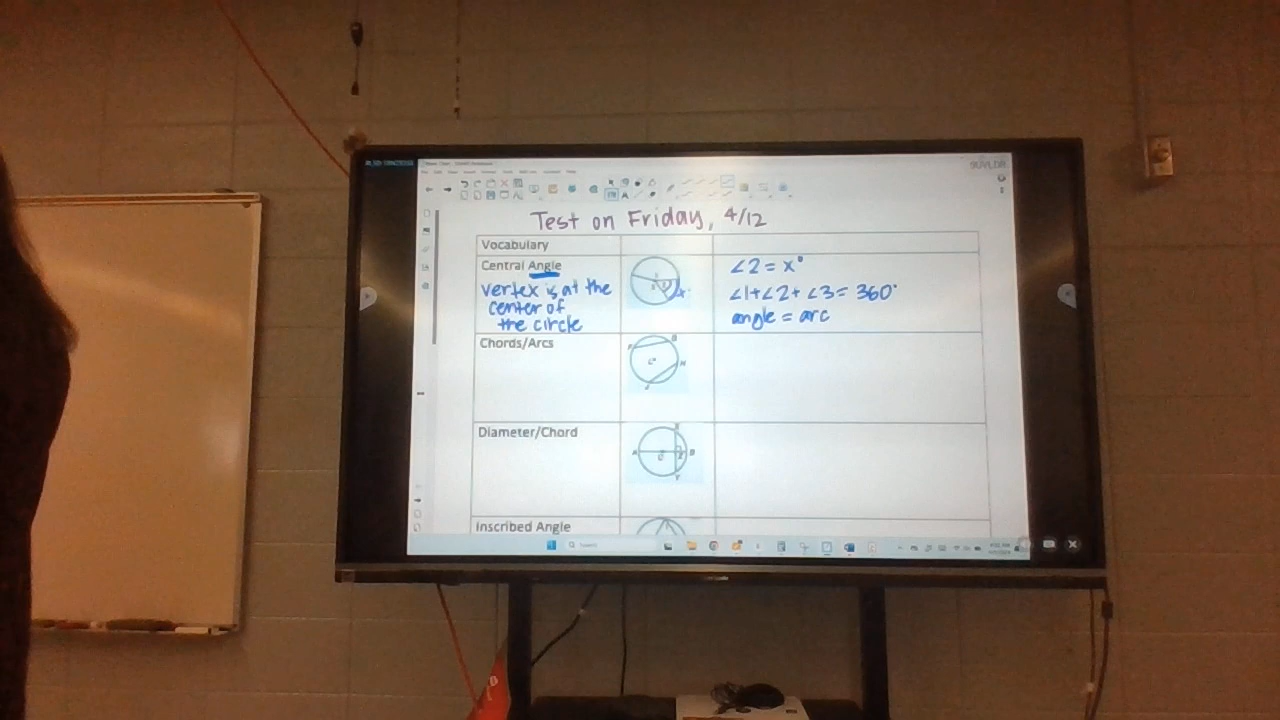 Test on Friday, 4/12
Vocabulary
Central Angle
vertex is at the
center of
the circle
∠2 = x°
∠1+∠2+ ∠3= 360°
angle = arc
Chords/Arcs
Diameter/Chord
Inscribed Angle